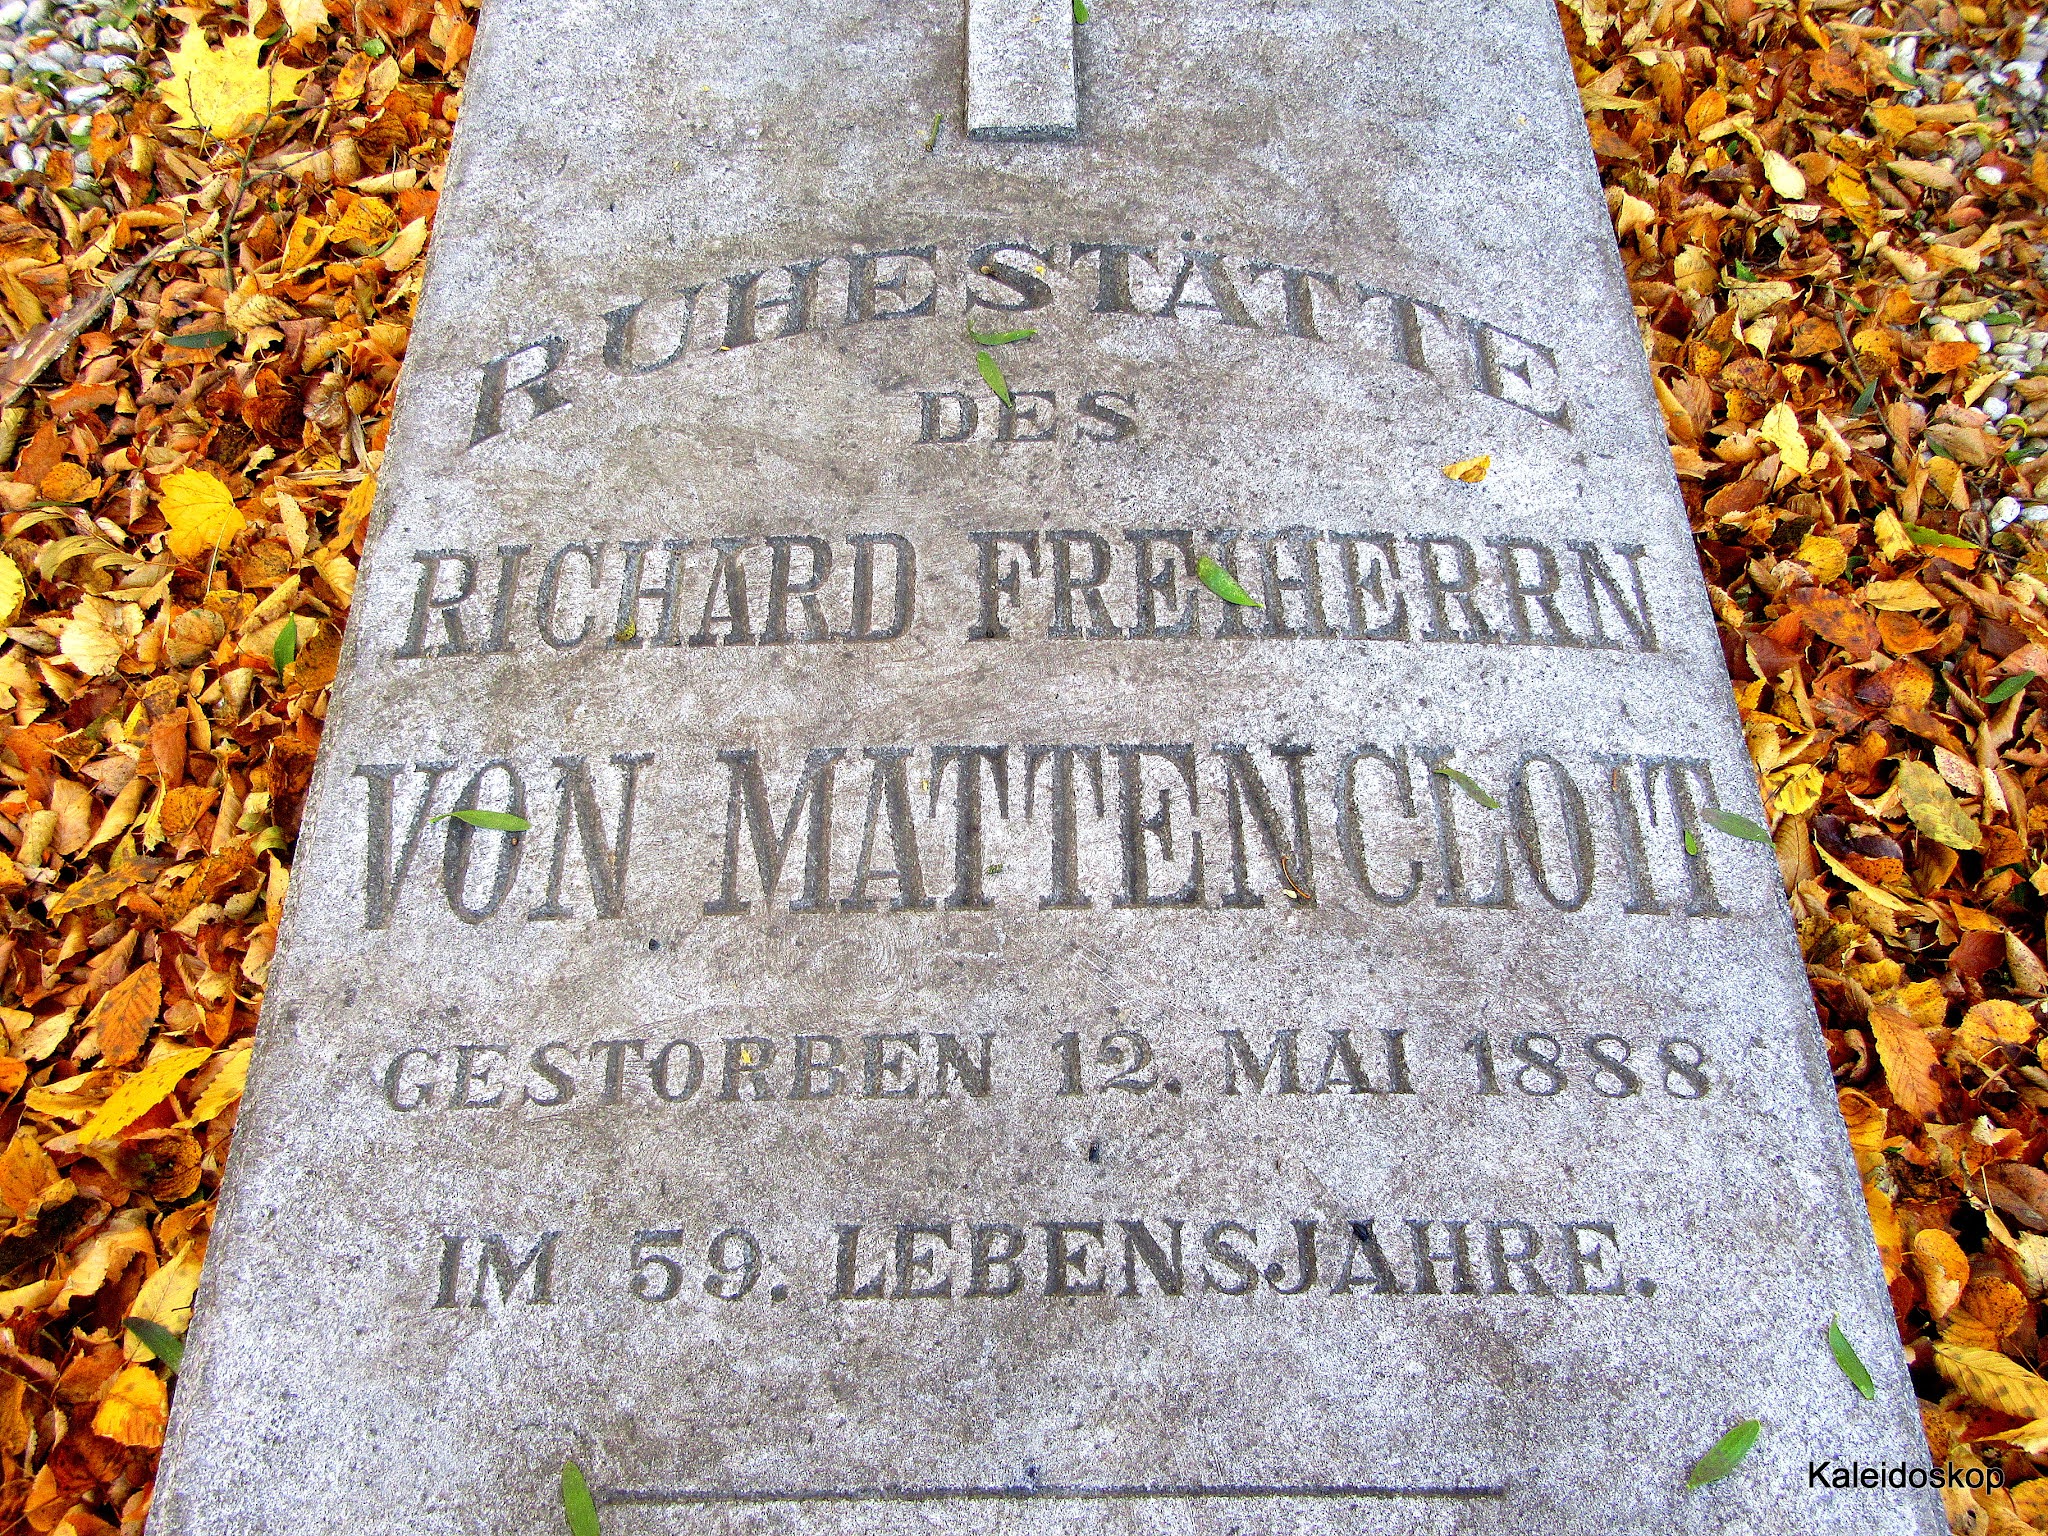 RUHESTÄTTE
DES
RICHARD FREIHERRN
VON MATTENCLOIT
GESTORBEN 12. MAI 1888
IM 59. LEBENSJAHRE.
Kaleidoskop